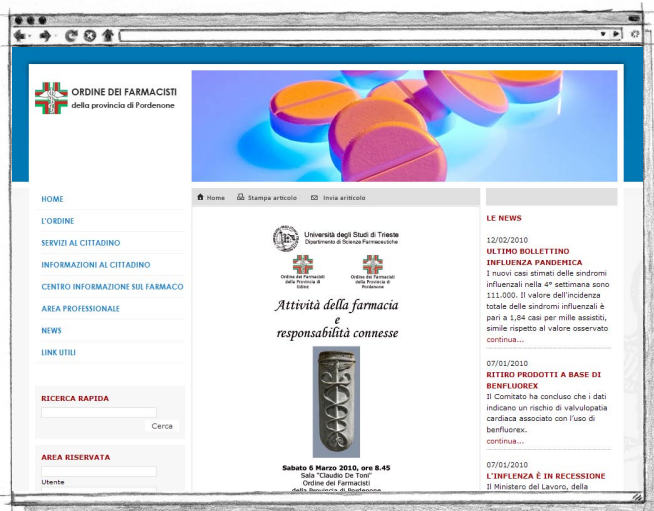 ORDINE DEI FARMACISTI
della provincia di Pordenone
HOME
L'ORDINE
SERVIZI AL CITTADINO
INFORMAZIONI AL CITTADINO
CENTRO INFORMAZIONE SUL FARMACO
AREA PROFESSIONALE
NEWS
LINK UTILI
RICERCA RAPIDA
Cerca
AREA RISERVATA
Utente
Home Stampa articolo Invia ariticolo
Università degli Studi di Trieste
Dipartimento di Scienze Farmaceutiche
Ordine dei Farmacisti
della Provincia di
Udine
Ordine dei Farmacisti
della Provincia di
Pordenone
Attività della farmacia
e
responsabilità connesse
Sabato 6 Marzo 2010, ore 8.45
Sala "Claudio De Toni"
Ordine dei Farmacisti
della Provincia di Pordenone
LE NEWS
12/02/2010
ULTIMO BOLLETTINO
INFLUENZA PANDEMICA
I nuovi casi stimati delle sindromi
influenzali nella 4° settimana sono
111.000. Il valore dell'incidenza
totale delle sindromi influenzali è
pari a 1,84 casi per mille assistiti,
simile rispetto al valore osservato
continua...
07/01/2010
RITIRO PRODOTTI A BASE DI
BENFLUOREX
Il Comitato ha concluso che i dati
indicano un rischio di valvulopatia
cardiaca associato con l'uso di
benfluorex.
continua...
07/01/2010
L'INFLENZA È IN RECESSIONE
Il Ministero del Lavoro, della